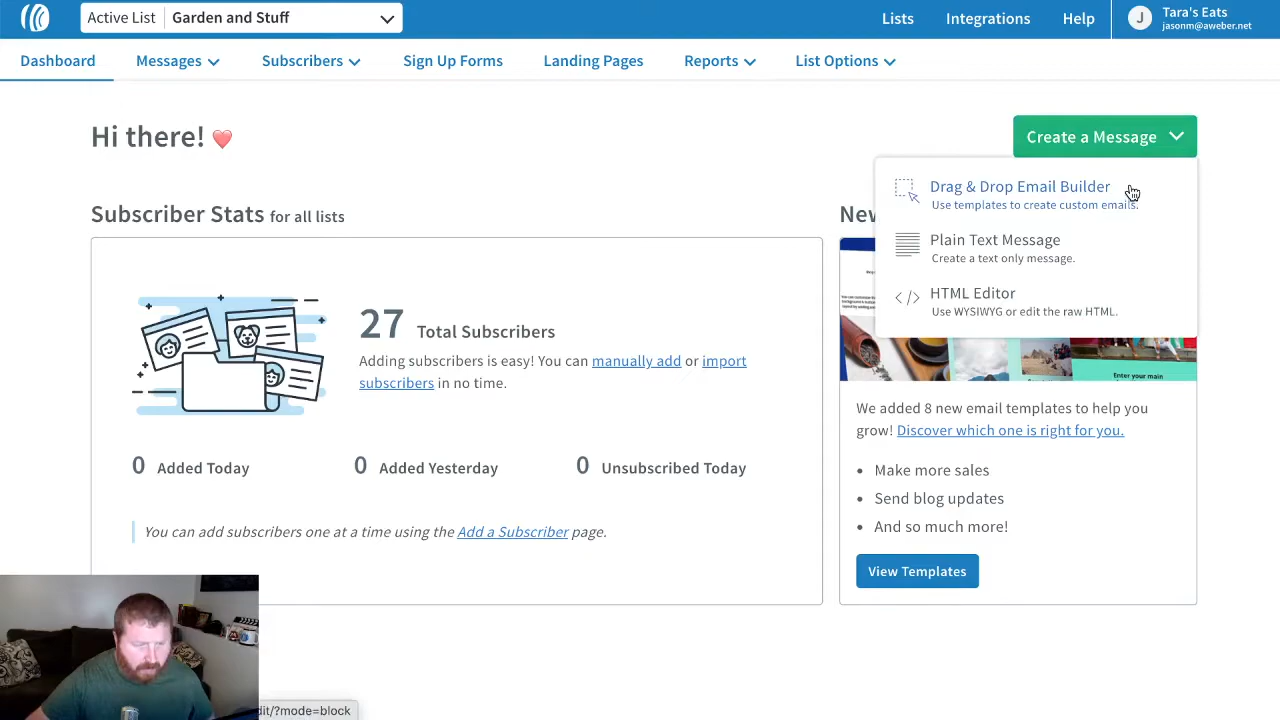 Active List
Garden and Stuff
Lists
Integrations
Help
J
Tara's Eats
jasonm@aweber.net
Dashboard
Messages
Subscribers
Sign Up Forms
Landing Pages
Reports
List Options
Hi there!
Create a Message
Drag & Drop Email Builder
Use templates to create custom emails.
Plain Text Message
Create a text only message.
HTML Editor
Use WYSIWYG or edit the raw HTML.
Subscriber Stats for all lists
27 Total Subscribers
Adding subscribers is easy! You can manually add or import
subscribers in no time.
0 Added Today
0 Added Yesterday
0 Unsubscribed Today
You can add subscribers one at a time using the Add a Subscriber page.
New
Enter your main
We added 8 new email templates to help you
grow! Discover which one is right for you.
• Make more sales
• Send blog updates
• And so much more!
View Templates
dit/?mode=block